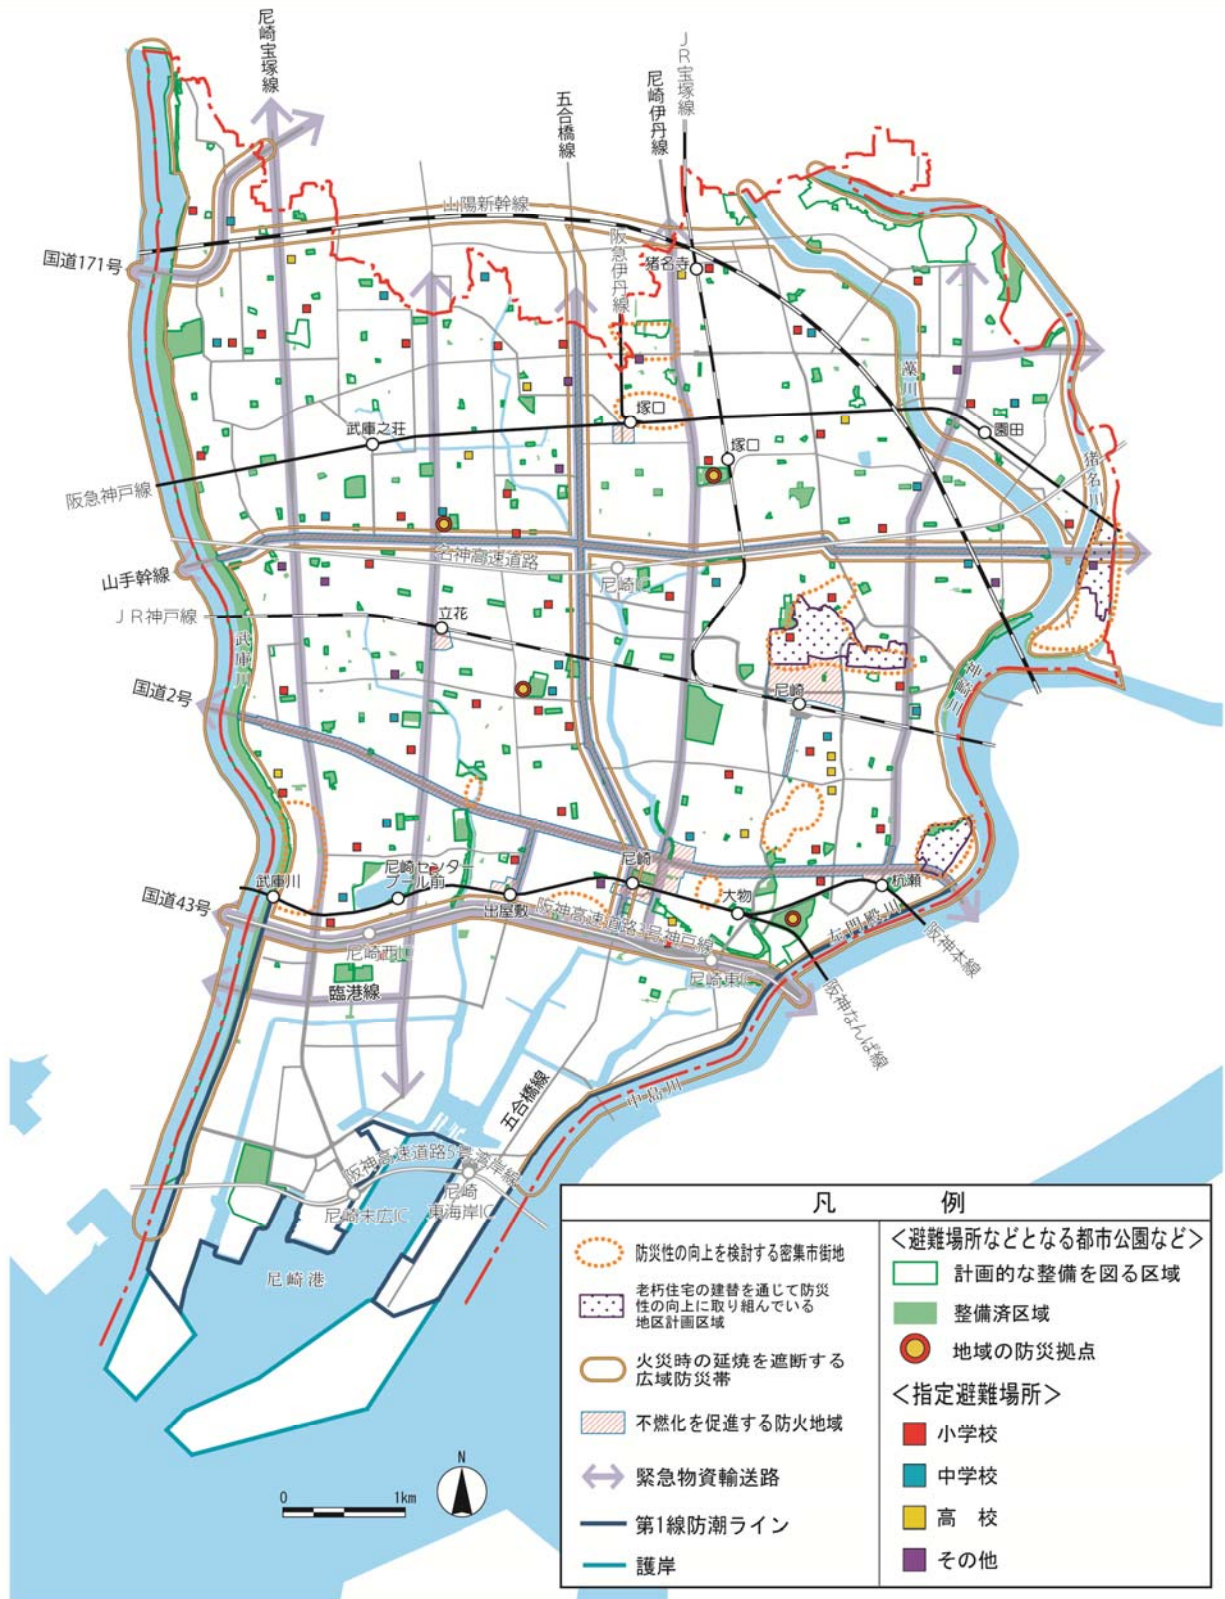 尼崎宝塚線
JR宝塚線
尼崎伊丹線
五合橋線
山陽新幹線
阪急伊丹線
国道171号
猪名寺
藻川
塚口
武庫之荘
園田
塚口
猪名川
阪急神戸線
名神高速道路
山手幹線
尼崎IC
JR神戸線
立花
武庫川
神崎川
国道2号
尼崎
尼崎
尼崎センター
プール前
武庫川
杭瀬
国道43号
出屋敷
大物
阪神高速道路3号神戸線
左門殿川
阪神本線
尼崎西IC
尼崎東IC
臨港線
阪神なんば線
五合橋線
中島川
阪神高速道路5号湾岸線
尼崎
東海岸IC
尼崎末広IC
尼崎港
N
0 1km
凡 例
防災性の向上を検討する密集市街地
老朽住宅の建替を通じて防災
性の向上に取り組んでいる
地区計画区域
火災時の延焼を遮断する
広域防災帯
不燃化を促進する防火地域
緊急物資輸送路
第1線防潮ライン
護岸
<避難場所などとなる都市公園など>
計画的な整備を図る区域
整備済区域
地域の防災拠点
<指定避難場所>
小学校
中学校
高 校
その他